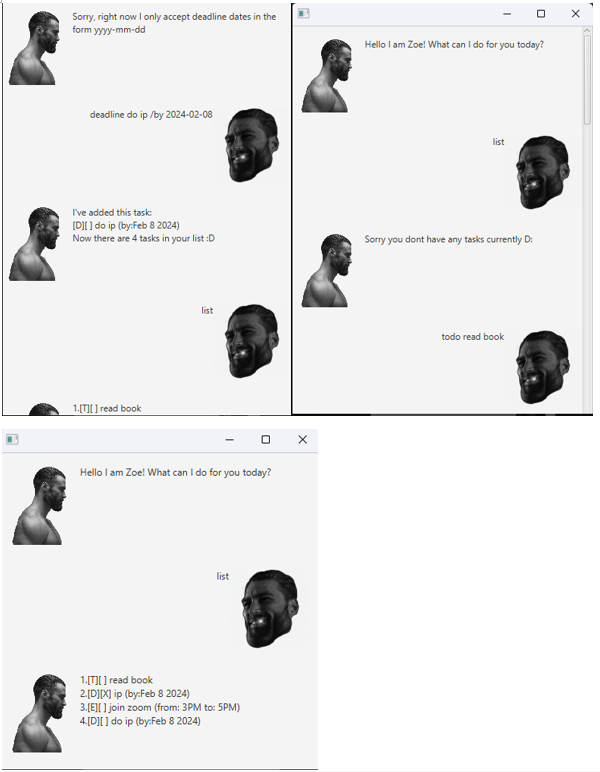 Sorry, right now I only accept deadline dates in the
form yyyy-mm-dd
deadline do ip /by 2024-02-08
I've added this task:
[D][ ] do ip (by:Feb 8 2024)
Now there are 4 tasks in your list :D
list
1.[T][ ] read book
Hello I am Zoe! What can I do for you today?
list
Sorry you dont have any tasks currently D:
todo read book
Hello I am Zoe! What can I do for you today?
list
1.[T][ ] read book
2.[D][X] ip (by:Feb 8 2024)
3.[E][ ] join zoom (from: 3PM to: 5PM)
4.[D][ ] do ip (by:Feb 8 2024)